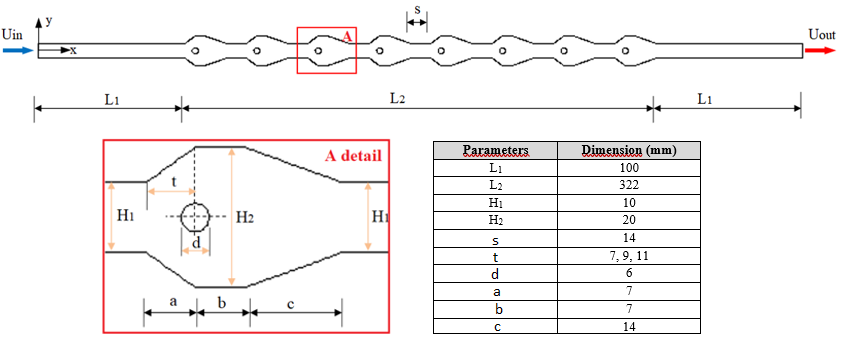 s
y
Uin
A
Uout
x
L1
L2
L1
A detail
t
H1
H2
H1
d
a
b
c
Parameters Dimension (mm)
L1 100
L2 322
H1 10
H2 20
s 14
t 7, 9, 11
d 6
a 7
b 7
c 14